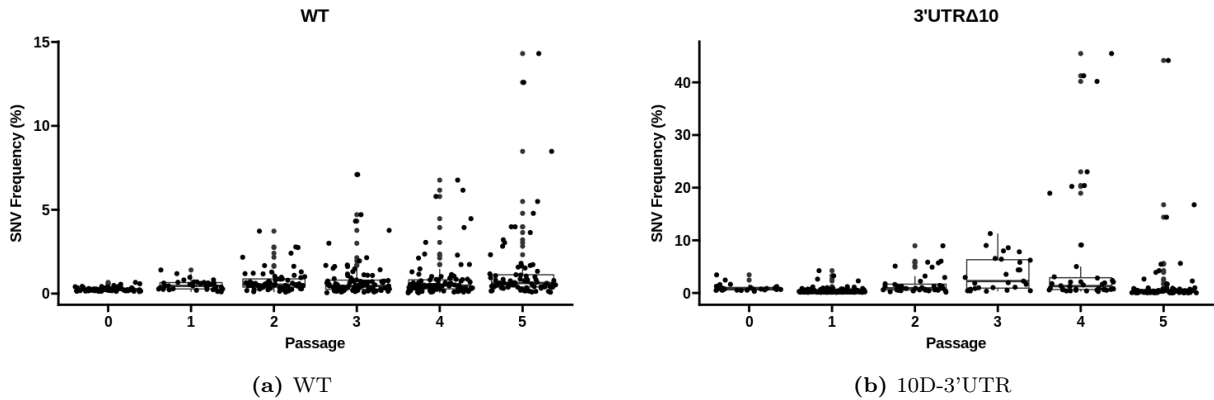 WT
3'UTRΔ10
SNV Frequency (%)
15
10
5
0
0 1 2 3 4 5
Passage
SNV Frequency (%)
40
30
20
10
0
0 1 2 3 4 5
Passage
(a) WT
(b) 10D-3'UTR